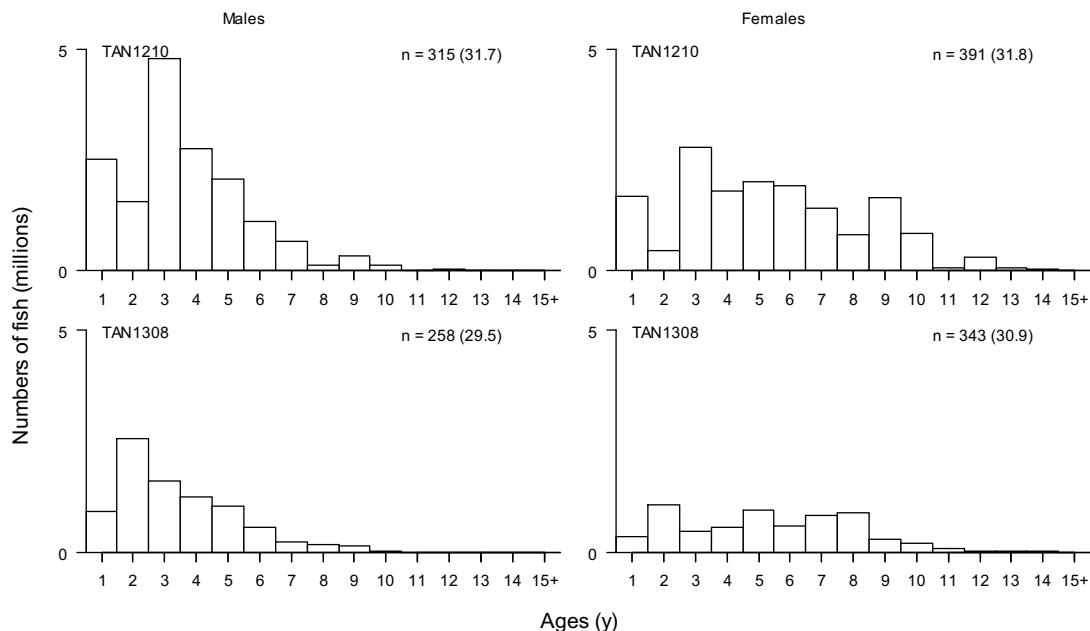 Males Females
5 TAN1210 n = 315 (31.7) 5 TAN1210 n = 391 (31.8)
0 0
1 2 3 4 5 6 7 8 9 10 11 12 13 14 15+ 1 2 3 4 5 6 7 8 9 10 11 12 13 14 15+
5 TAN1308 n = 258 (29.5) 5 TAN1308 n = 343 (30.9)
0 0
1 2 3 4 5 6 7 8 9 10 11 12 13 14 15+ 1 2 3 4 5 6 7 8 9 10 11 12 13 14 15+
Numbers of fish (millions)
Ages (y)